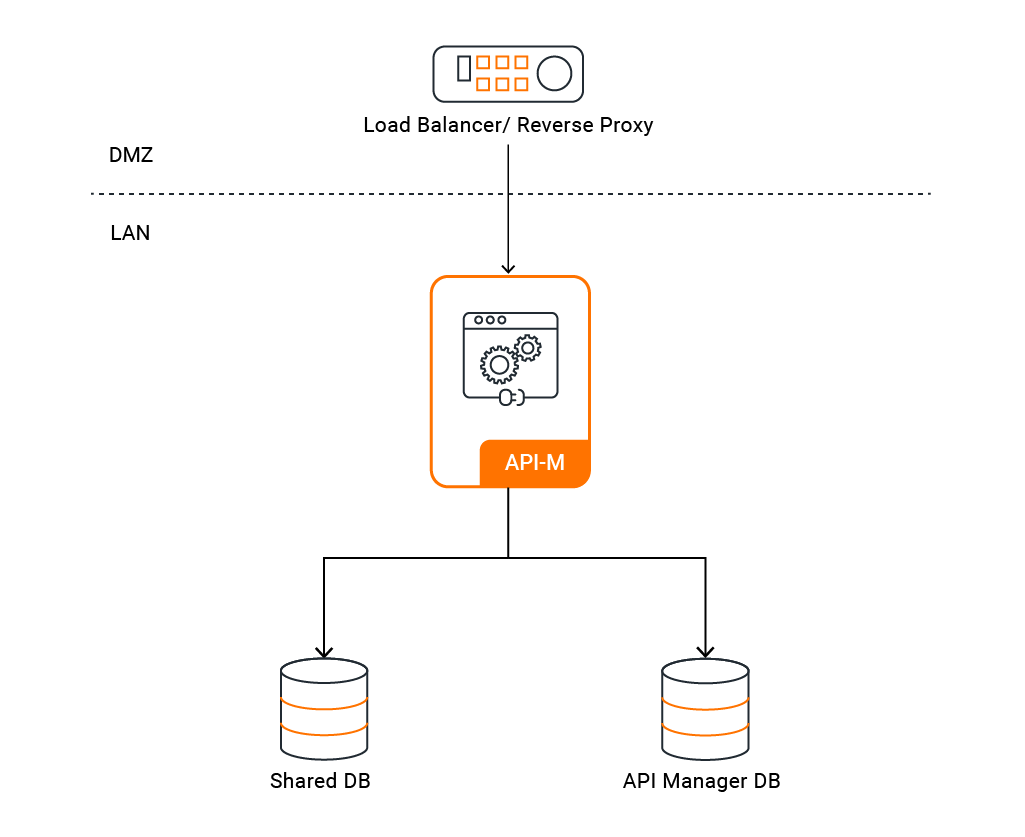 Load Balancer/ Reverse Proxy
DMZ
LAN
API-M
Shared DB
API Manager DB